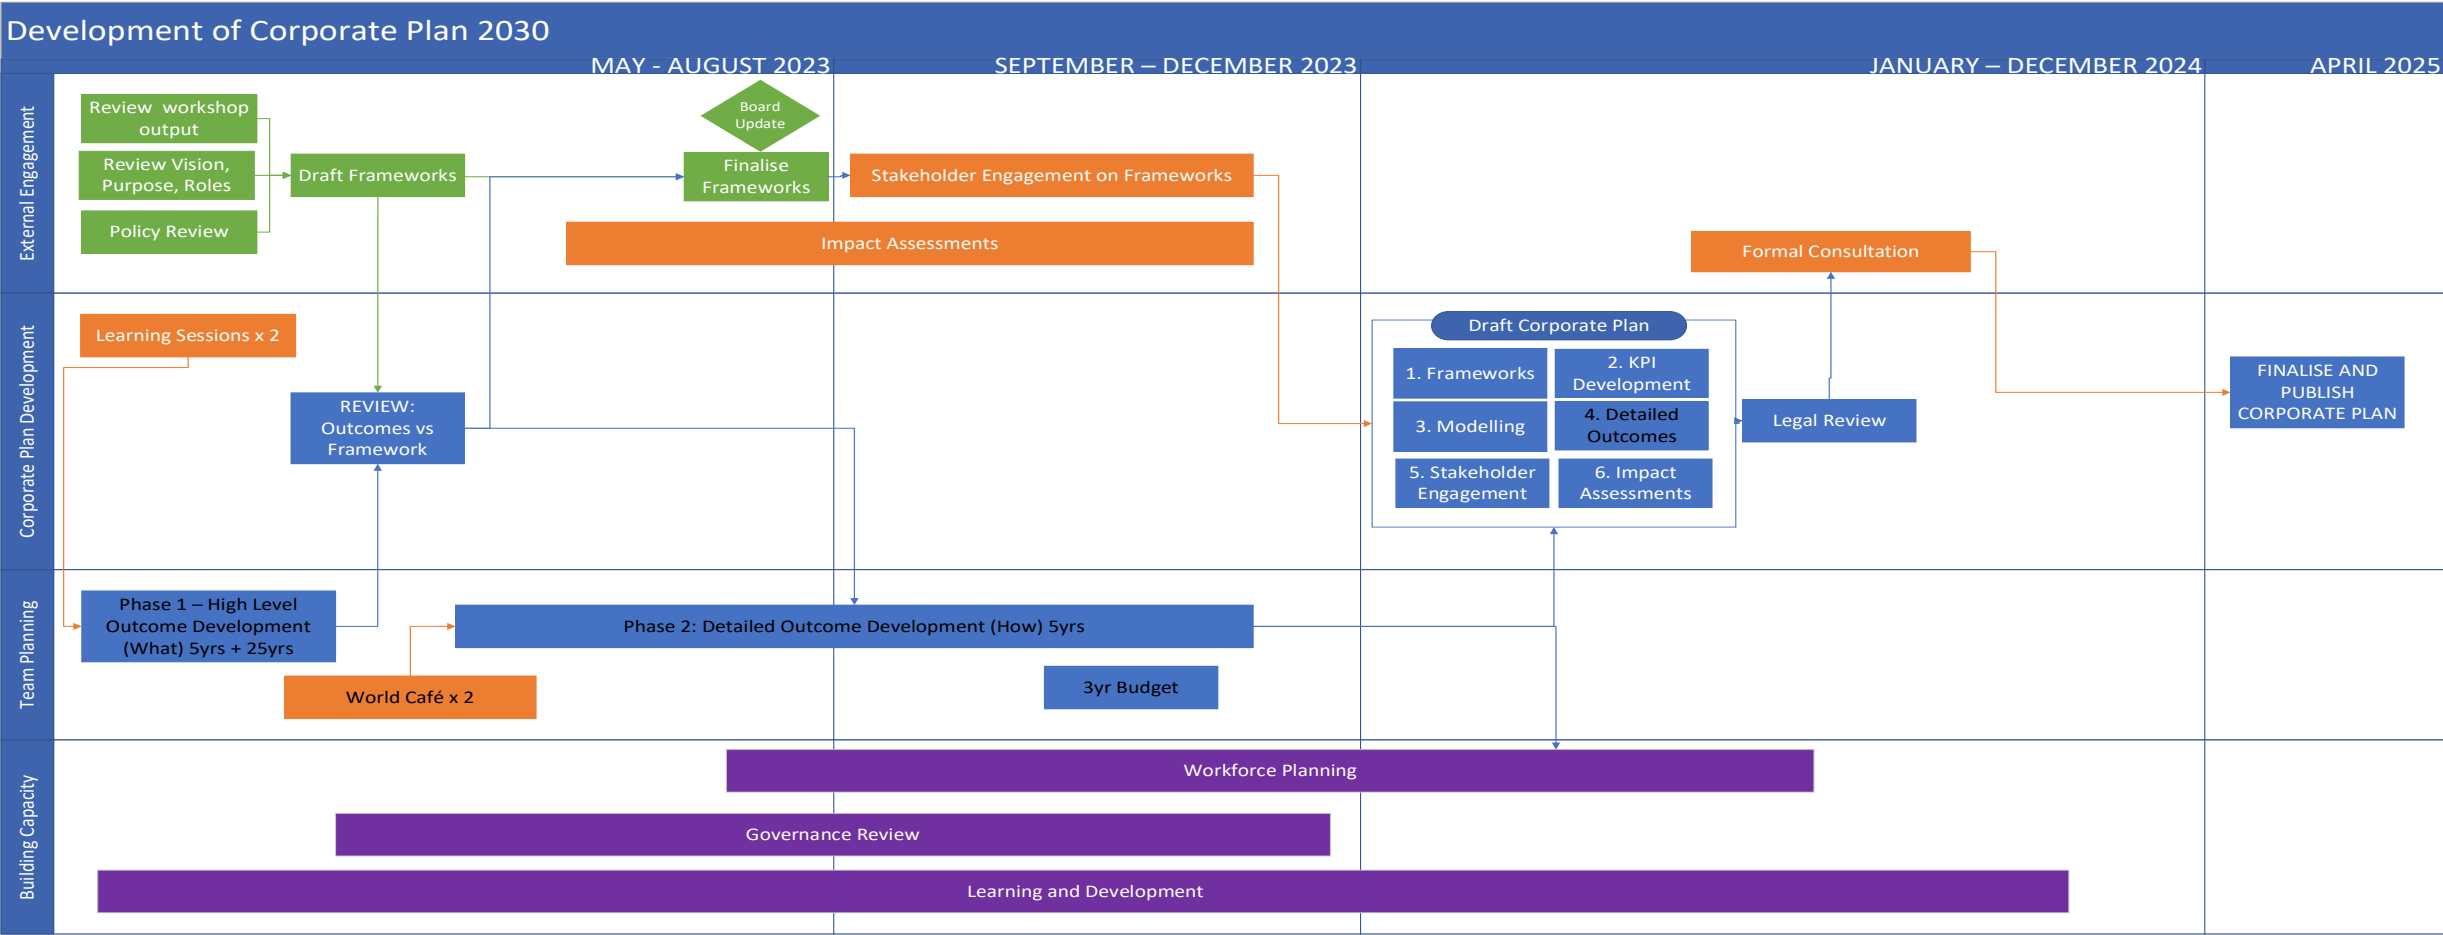 Development of Corporate Plan 2030
MAY - AUGUST 2023
SEPTEMBER – DECEMBER 2023
JANUARY – DECEMBER 2024
APRIL 2025
External Engagement
Review workshop
output
Review Vision,
Purpose, Roles
Policy Review
Draft Frameworks
Board
Update
Finalise
Frameworks
Stakeholder Engagement on Frameworks
Impact Assessments
Formal Consultation
Corporate Plan Development
Learning Sessions x 2
REVIEW:
Outcomes vs
Framework
Draft Corporate Plan
1. Frameworks
2. KPI
Development
3. Modelling
4. Detailed
Outcomes
5. Stakeholder
Engagement
6. Impact
Assessments
Legal Review
FINALISE AND
PUBLISH
CORPORATE PLAN
Team Planning
Phase 1 – High Level
Outcome Development
(What) 5yrs + 25yrs
World Café x 2
Phase 2: Detailed Outcome Development (How) 5yrs
3yr Budget
Building Capacity
Workforce Planning
Governance Review
Learning and Development